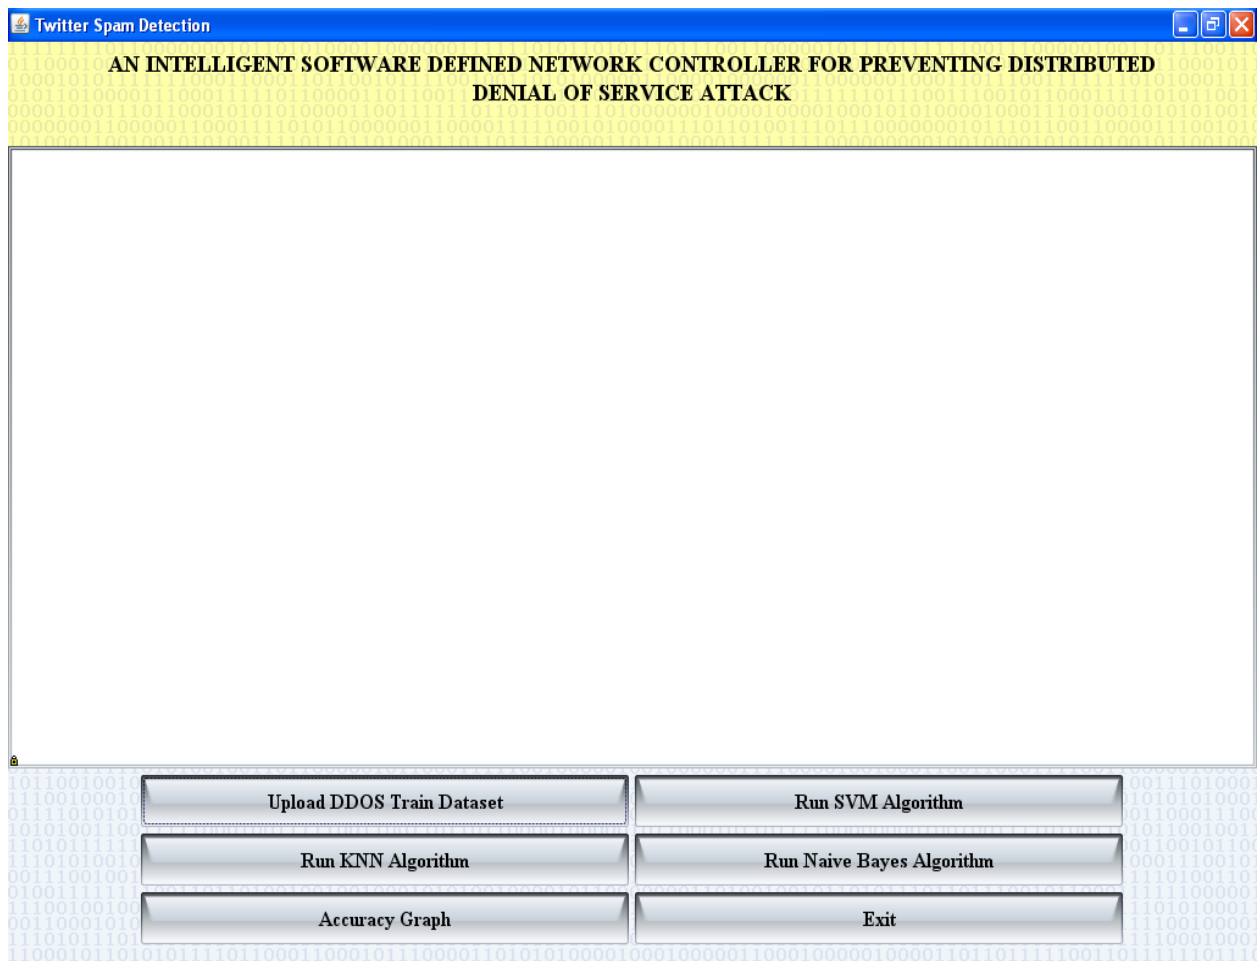 Twitter Spam Detection
AN INTELLIGENT SOFTWARE DEFINED NETWORK CONTROLLER FOR PREVENTING DISTRIBUTED
DENIAL OF SERVICE ATTACK
Upload DDOS Train Dataset
Run SVM Algorithm
Run KNN Algorithm
Run Naive Bayes Algorithm
Accuracy Graph
Exit